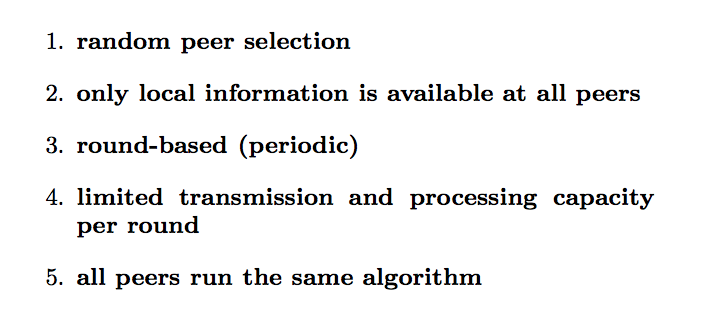 1. random peer selection
2. only local information is available at all peers
3. round-based (periodic)
4. limited transmission and processing capacity
per round
5. all peers run the same algorithm